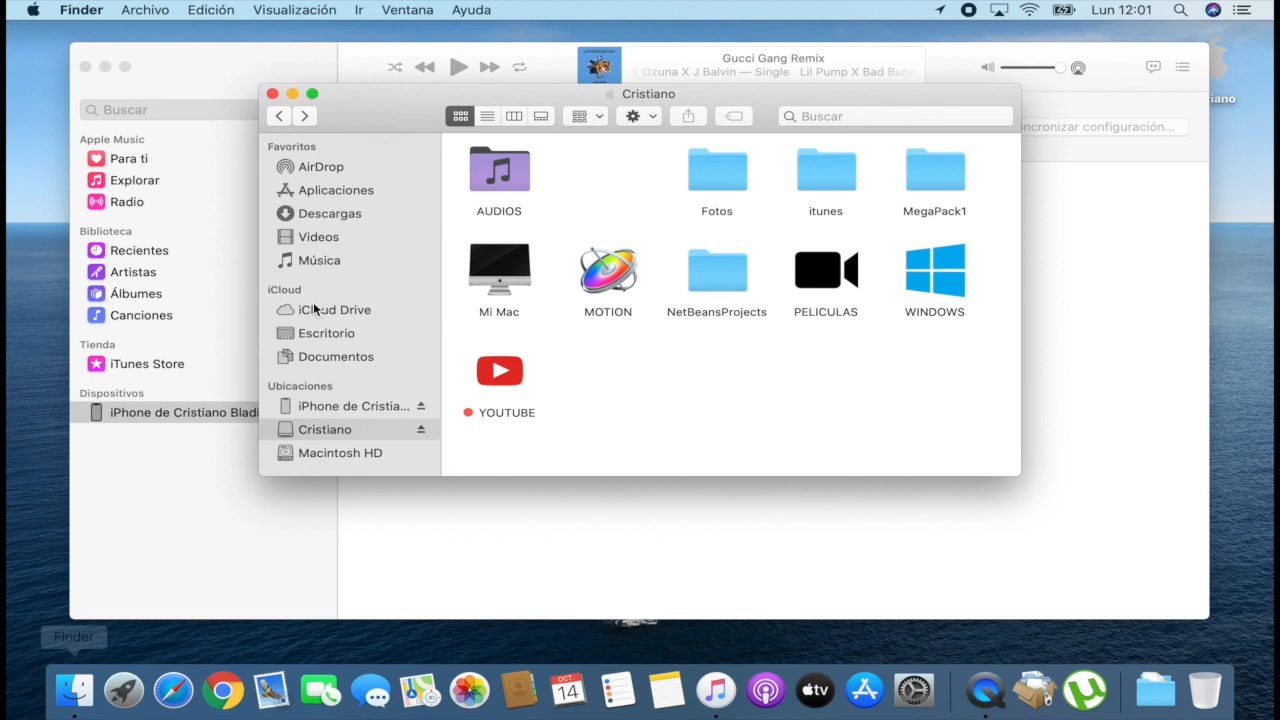 Finder Archivo Edición Visualización Ir Ventana Ayuda
Lun 12:01
Gucci Gang Remix
X Ozuna X J Balvin — Single Lil Pump X Bad Bunn
Buscar
Apple Music
Para ti
Explorar
Radio
Biblioteca
Recientes
Artistas
Álbumes
Canciones
Tienda
iTunes Store
Dispositivos
iPhone de Cristiano Bladi
incronizar configuración...
iano
Cristiano
Buscar
Favoritos
AirDrop
Aplicaciones
Descargas
Videos
Música
iCloud
iCloud Drive
Escritorio
Documentos
Ubicaciones
iPhone de Cristia...
Cristiano
Macintosh HD
AUDIOS Fotos itunes MegaPack1
Mi Mac MOTION NetBeansProjects PELICULAS WINDOWS
YOUTUBE
Finder
OCT
14
tv